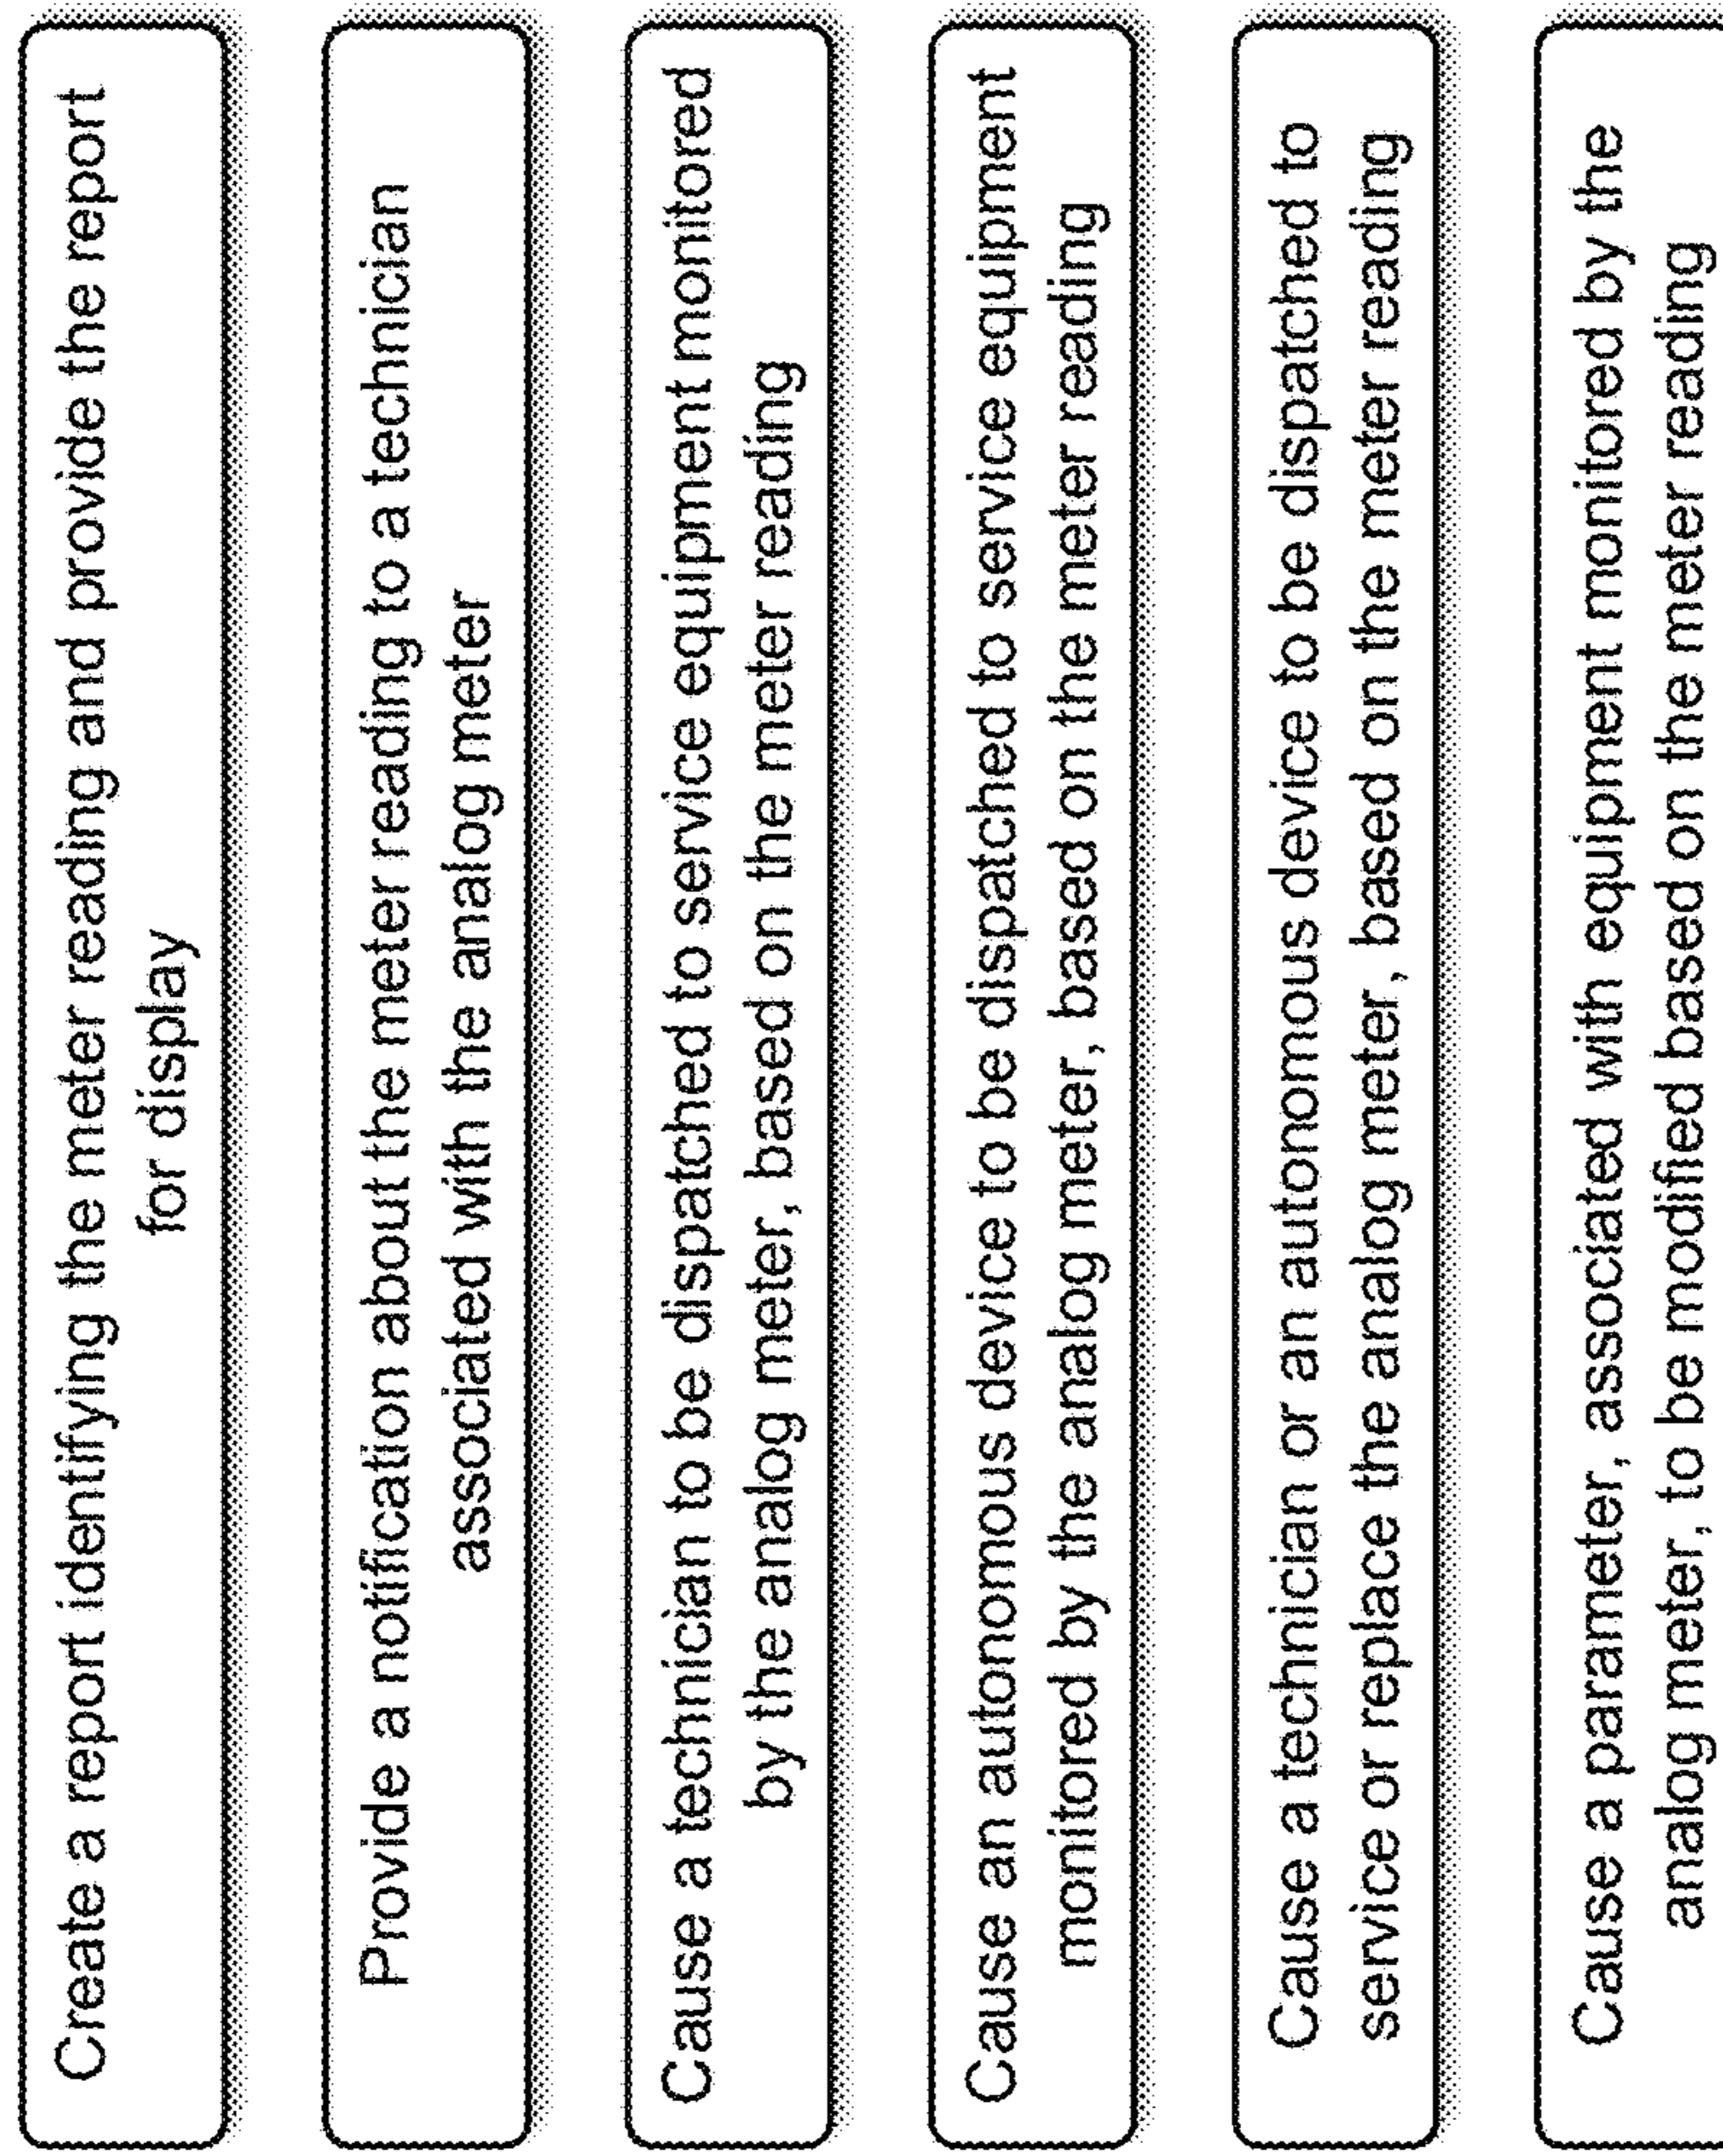 Create a report identifying the meter reading and provide the report
for display
Provide a notification about the meter reading to a technician
associated with the analog meter
Cause a technician to be dispatched to service equipment monitored
by the analog meter, based on the meter reading
Cause an autonomous device to be dispatched to service equipment
monitored by the analog meter, based on the meter reading
Cause a technician or an autonomous device to be dispatched to
service or replace the analog meter, based on the meter reading
Cause a parameter, associated with equipment monitored by the
analog meter, to be modified based on the meter reading